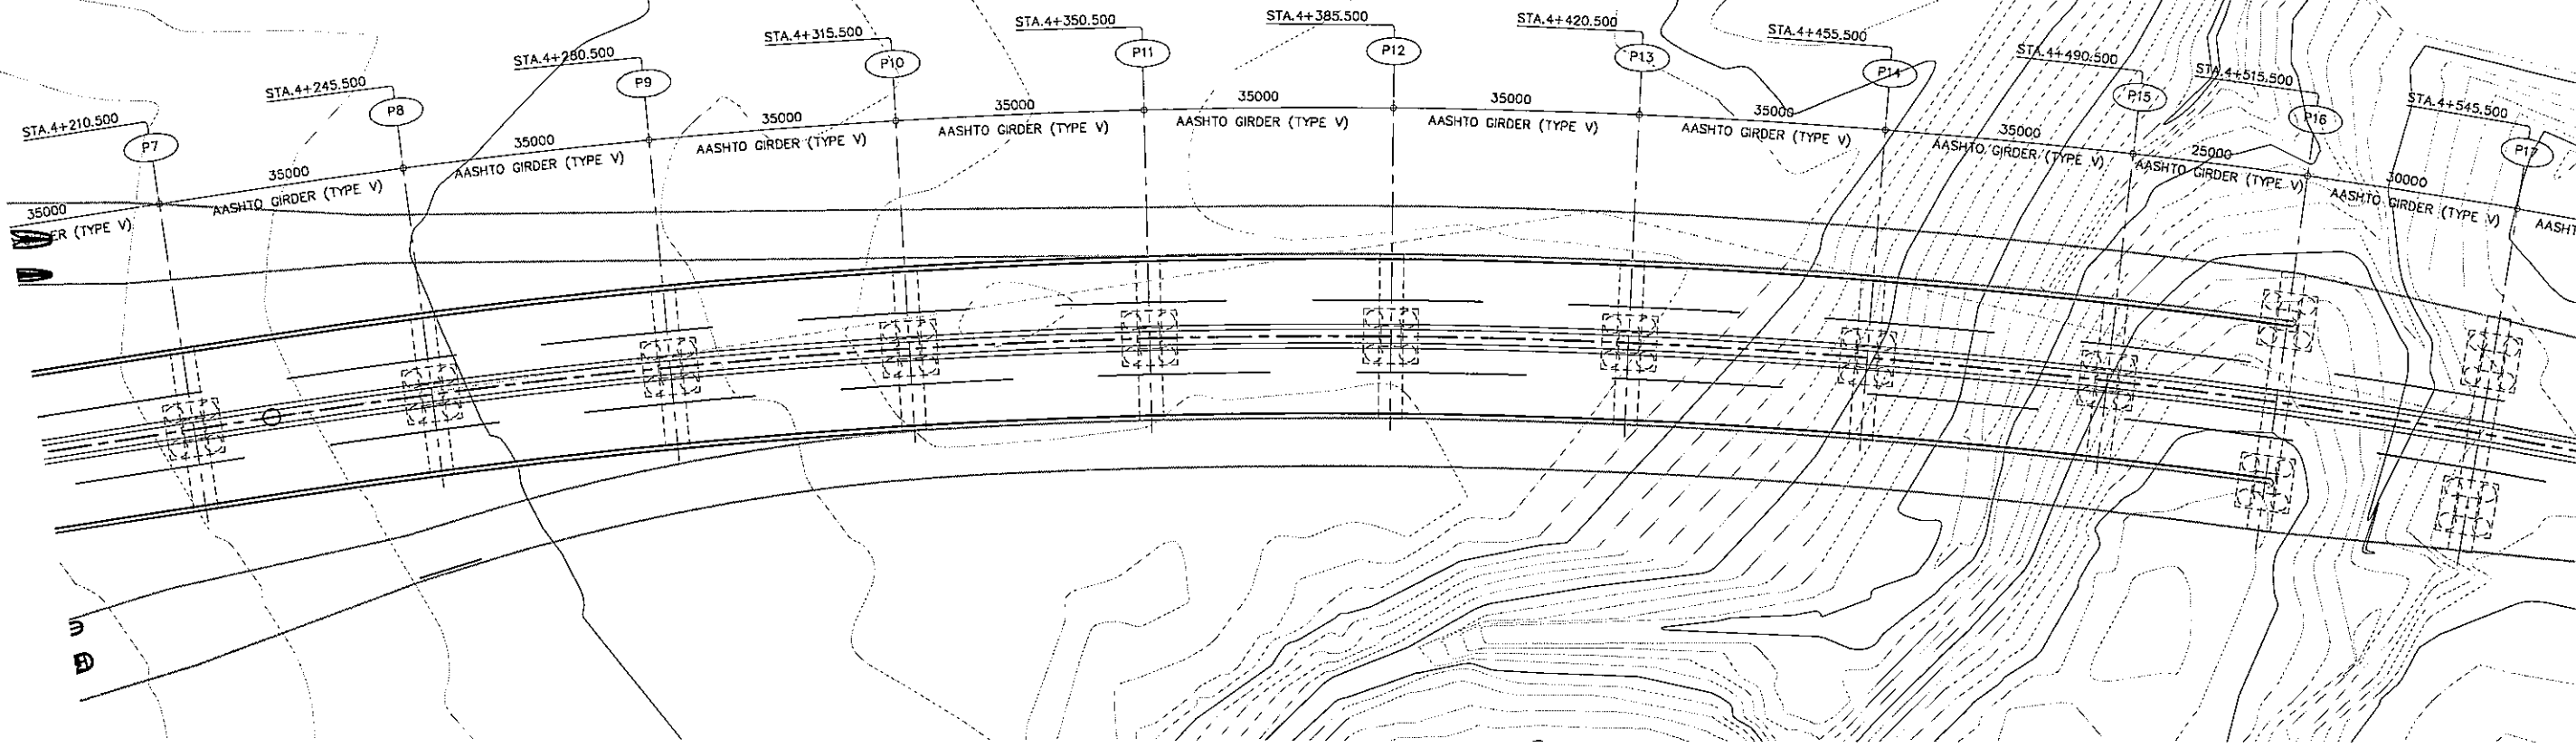 STA.4+210.500
P7
STA.4+245.500
P8
STA.4+280.500
P9
STA.4+315.500
P10
STA.4+350.500
P11
STA.4+385.500
P12
STA.4+420.500
P13
STA.4+455.500
P14
STA.4+490.500
P15
STA.4+515.500
P16
STA.4+545.500
P17
35000
ER (TYPE V)
35000
AASHTO GIRDER (TYPE V)
35000
AASHTO GIRDER (TYPE V)
35000
AASHTO GIRDER (TYPE V)
35000
AASHTO GIRDER (TYPE V)
35000
AASHTO GIRDER (TYPE V)
35000
AASHTO GIRDER (TYPE V)
35000
AASHTO GIRDER (TYPE V)
35000
AASHTO GIRDER (TYPE V)
25000
AASHTO GIRDER (TYPE V)
30000
AASHTO GIRDER (TYPE V)
AASHT